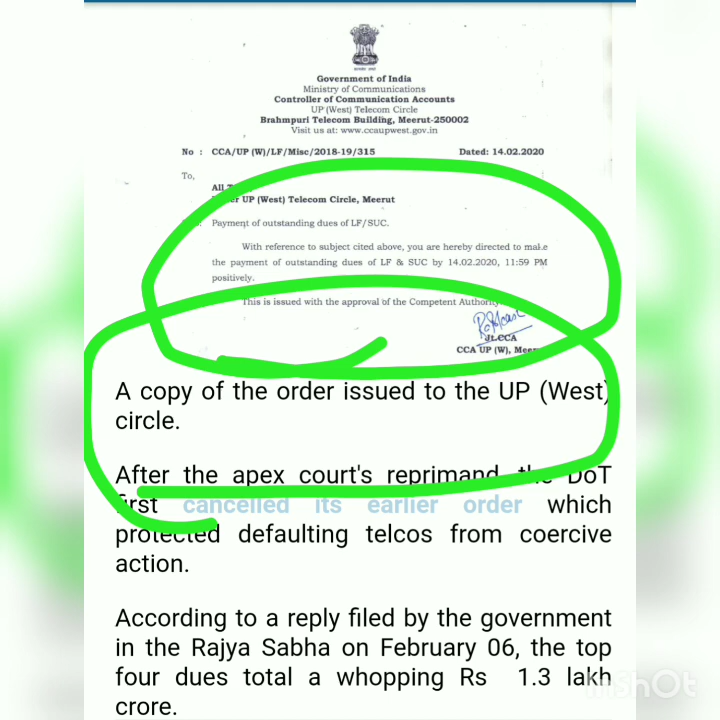 Government of India
Ministry of Communications
Controller of Communication Accounts
UP (West) Telecom Circle
Brahmpuri Telecom Building, Meerut-250002
Visit us at: www.ccaupwest.gov.in
No : CCA/UP (W)/LF/Misc/2018-19/315 Dated: 14.02.2020
To,
All
UP (West) Telecom Circle, Meerut
Payment of outstanding dues of LF/SUC.
With reference to subject cited above, you are hereby directed to make
the payment of outstanding dues of LF & SUC by 14.02.2020, 11:59 PM
positively.
This is issued with the approval of the Competent Authority
Jt.CCA
CCA UP (W),
A copy of the order issued to the UP (West)
circle.
After the apex court's reprimand, the DoT
first cancelled its earlier order which
protected defaulting telcos from coercive
action.
According to a reply filed by the government
in the Rajya Sabha on February 06, the top
four dues total a whopping Rs 1.3 lakh
crore.